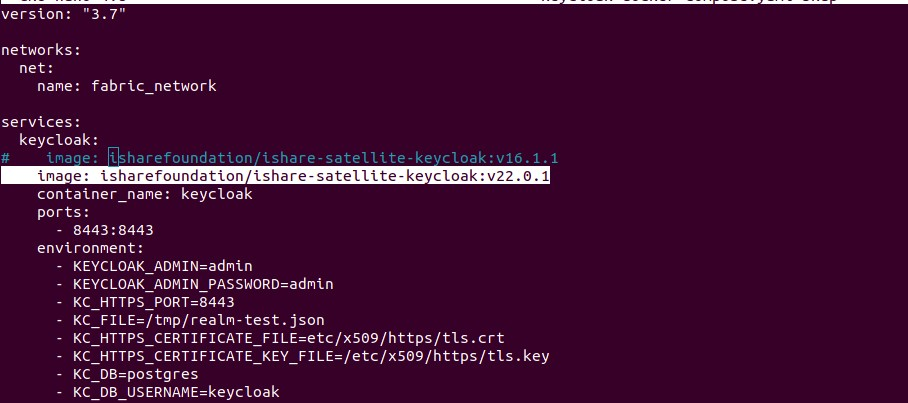 version: "3.7"
networks:
  net:
    name: fabric_network
services:
  keycloak:
#    image: isharefoundation/ishare-satellite-keycloak:v16.1.1
    image: isharefoundation/ishare-satellite-keycloak:v22.0.1
    container_name: keycloak
    ports:
      - 8443:8443
    environment:
      - KEYCLOAK_ADMIN=admin
      - KEYCLOAK_ADMIN_PASSWORD=admin
      - KC_HTTPS_PORT=8443
      - KC_FILE=/tmp/realm-test.json
      - KC_HTTPS_CERTIFICATE_FILE=etc/x509/https/tls.crt
      - KC_HTTPS_CERTIFICATE_KEY_FILE=/etc/x509/https/tls.key
      - KC_DB=postgres
      - KC_DB_USERNAME=keycloak